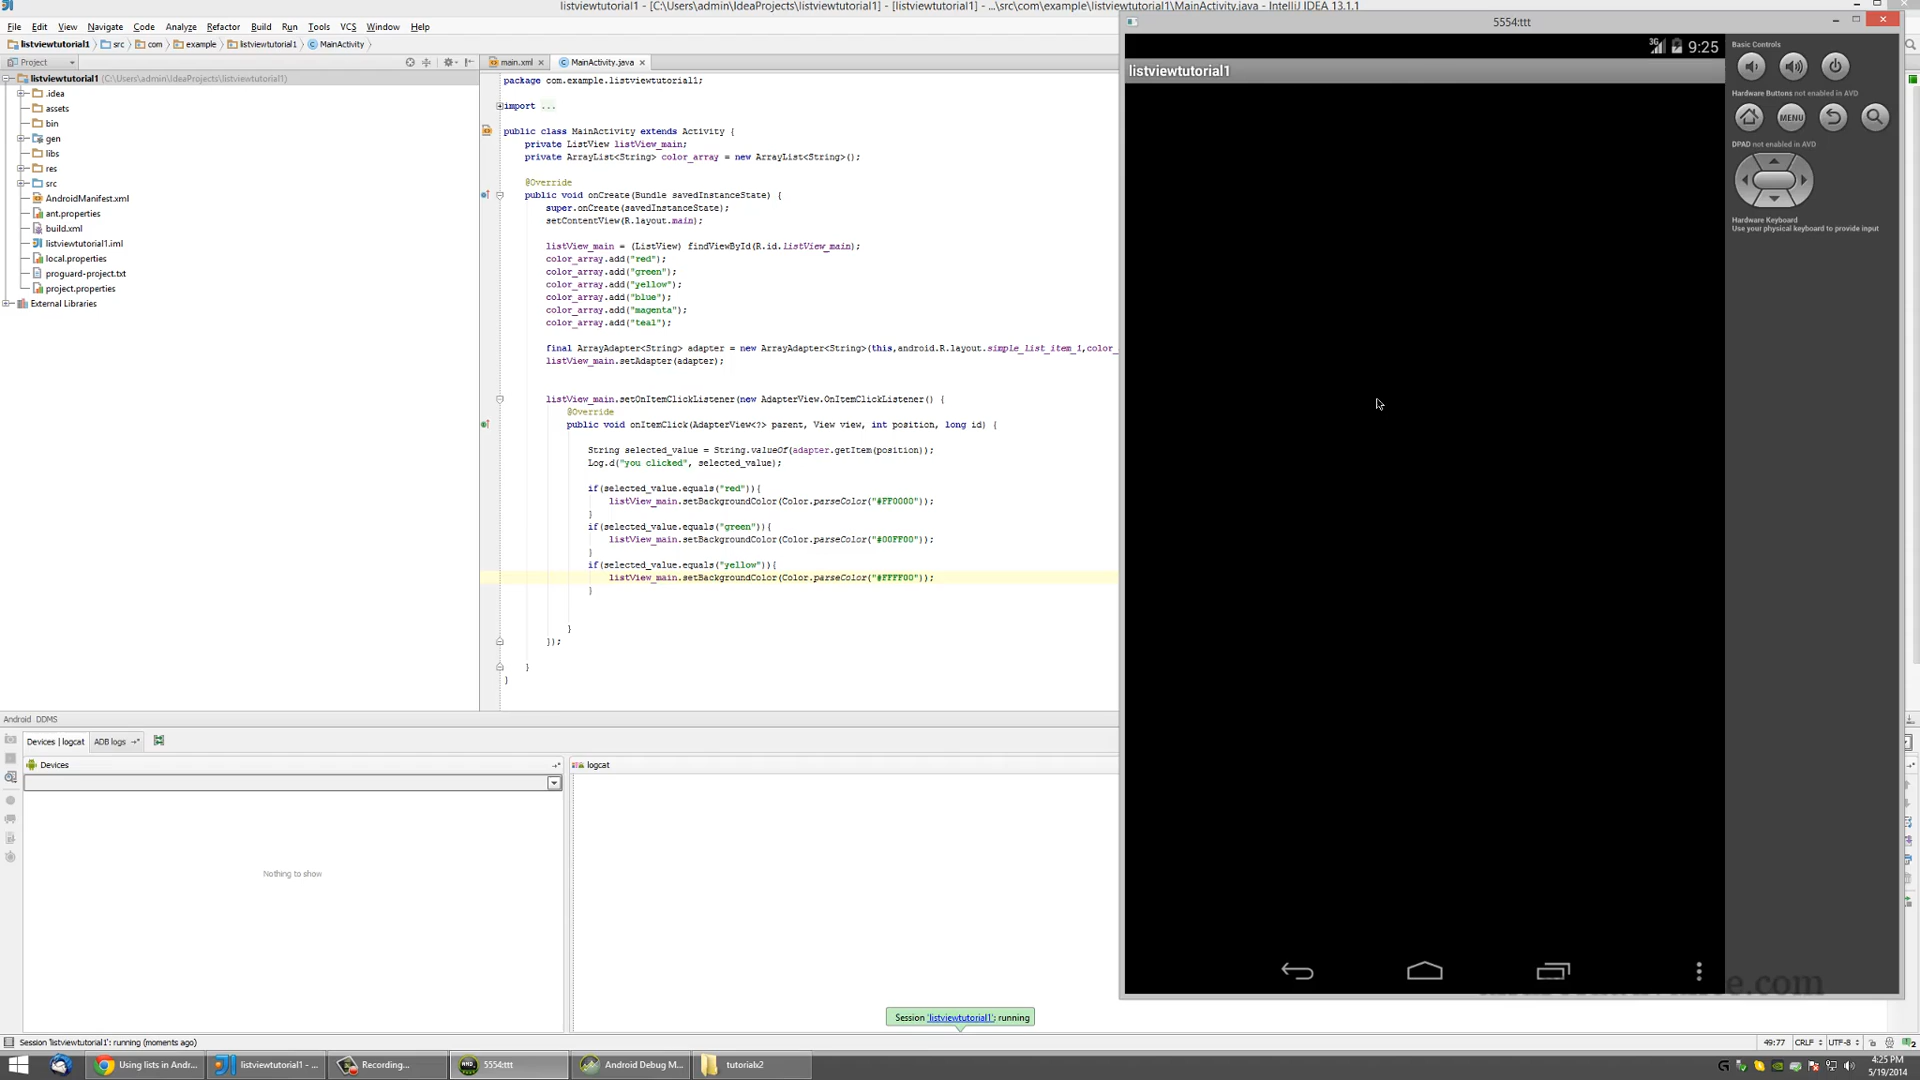 listviewtutorial1 - [C:\Users\admin\IdeaProjects\listviewtutorial1] - [listviewtutorial1] - ...\src\com\example\listviewtutorial1\MainActivity.java - IntelliJ IDEA 13.1.1
File Edit View Navigate Code Analyze Refactor Build Run Tools VCS Window Help
listviewtutorial1 src com example listviewtutorial1 MainActivity
Project
main.xml MainActivity.java
listviewtutorial1 (C:\Users\admin\IdeaProjects\listviewtutorial1)
.idea
assets
bin
gen
libs
res
src
AndroidManifest.xml
ant.properties
build.xml
listviewtutorial1.iml
local.properties
proguard-project.txt
project.properties
External Libraries
package com.example.listviewtutorial1;
import ...
public class MainActivity extends Activity {
private ListView listView_main;
private ArrayList<String> color_array = new ArrayList<String>();
@Override
public void onCreate(Bundle savedInstanceState) {
super.onCreate(savedInstanceState);
setContentView(R.layout.main);
listView_main = (ListView) findViewById(R.id.listView_main);
color_array.add("red");
color_array.add("green");
color_array.add("yellow");
color_array.add("blue");
color_array.add("magenta");
color_array.add("teal");
final ArrayAdapter<String> adapter = new ArrayAdapter<String>(this,android.R.layout.simple_list_item_1,color_
listView_main.setAdapter(adapter);
listView_main.setOnItemClickListener(new AdapterView.OnItemClickListener() {
@Override
public void onItemClick(AdapterView<?> parent, View view, int position, long id) {
String selected_value = String.valueOf(adapter.getItem(position));
Log.d("you clicked", selected_value);
if(selected_value.equals("red")){
listView_main.setBackgroundColor(Color.parseColor("#FF0000"));
}
if(selected_value.equals("green")){
listView_main.setBackgroundColor(Color.parseColor("#00FF00"));
}
if(selected_value.equals("yellow")){
listView_main.setBackgroundColor(Color.parseColor("#FFFF00"));
}
}
});
}
}
5554:ttt
3G 9:25
listviewtutorial1
Basic Controls
Hardware Buttons not enabled in AVD
MENU
DPAD not enabled in AVD
Hardware Keyboard
Use your physical keyboard to provide input
Android DDMS
Devices | logcat ADB logs
Devices
logcat
Nothing to show
Session 'listviewtutorial1': running
Session 'listviewtutorial1': running (moments ago)
49:77 CRLF UTF-8
Using lists in Andr... listviewtutorial1 - ... Recording... 5554:ttt Android Debug M... tutorialx2
4:25 PM
5/19/2014